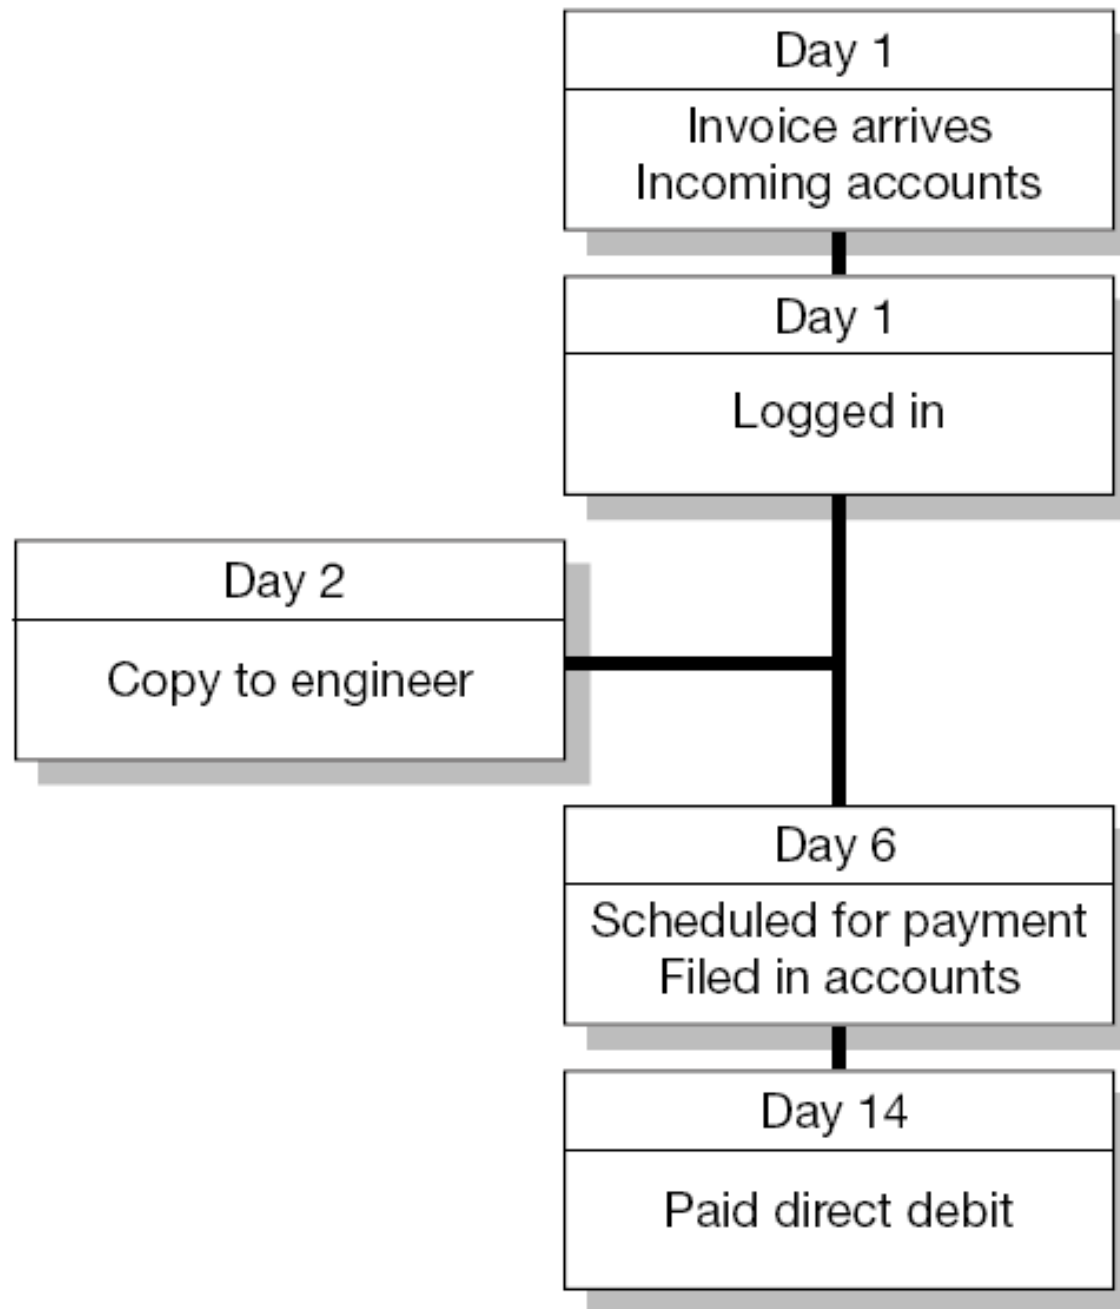 Day 1
Invoice arrives
Incoming accounts
Day 1
Logged in
Day 2
Copy to engineer
Day 6
Scheduled for payment
Filed in accounts
Day 14
Paid direct debit